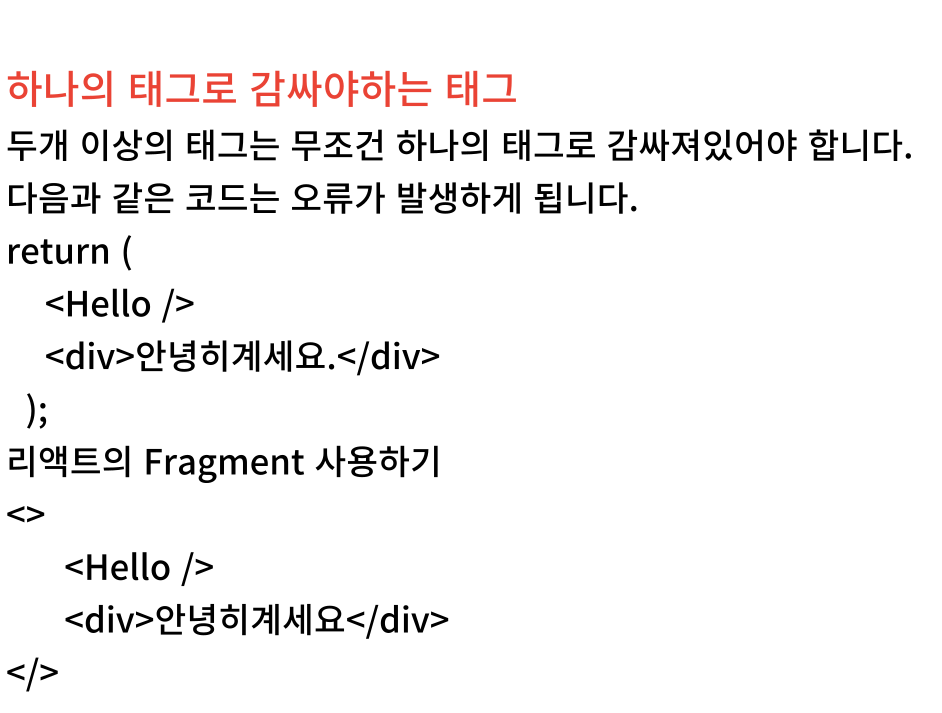 하나의 태그로 감싸야하는 태그
두개 이상의 태그는 무조건 하나의 태그로 감싸져있어야 합니다.
다음과 같은 코드는 오류가 발생하게 됩니다.
return (
<Hello />
<div>안녕히계세요.</div>
);
리액트의 Fragment 사용하기
<>
<Hello />
<div>안녕히계세요</div>
</>